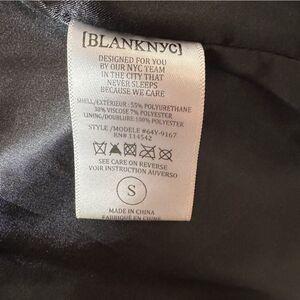 [BLANKNYC]
DESIGNED FOR YOU
BY OUR NYC TEAM
IN THE CITY THAT
NEVER SLEEPS
BECAUSE WE CARE
SHELL/EXTÉRIEUR: 55% POLYURETHANE
38% VISCOSE 7% POLYESTER
LINING/DOUBLURE:100% POLYESTER
STYLE /MODELE #64Y-9167
RN# 114542
SEE CARE ON REVERSE
VOIR INSTRUCTION AUVERSO
S
MADE IN CHINA
FABRIQUÉ EN CHINE